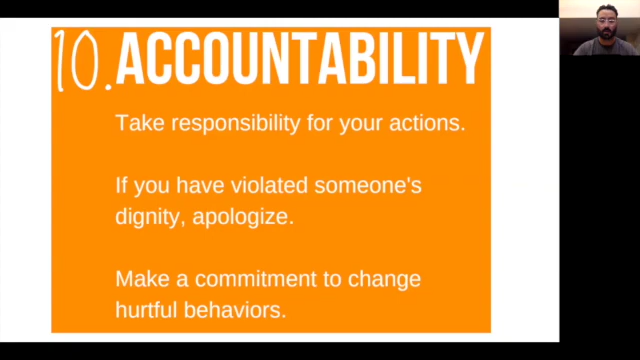 10. ACCOUNTABILITY
Take responsibility for your actions.
If you have violated someone's
dignity, apologize.
Make a commitment to change
hurtful behaviors.